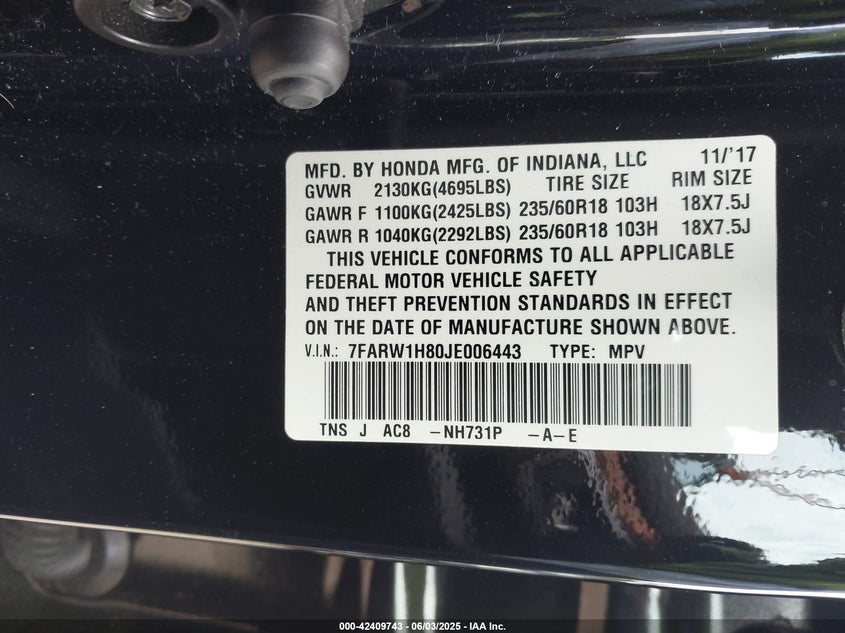 MFD. BY HONDA MFG. OF INDIANA, LLC 11/'17
GVWR 2130KG(4695LBS) TIRE SIZE RIM SIZE
GAWR F 1100KG(2425LBS) 235/60R18 103H 18X7.5J
GAWR R 1040KG(2292LBS) 235/60R18 103H 18X7.5J
THIS VEHICLE CONFORMS TO ALL APPLICABLE
FEDERAL MOTOR VEHICLE SAFETY
AND THEFT PREVENTION STANDARDS IN EFFECT
ON THE DATE OF MANUFACTURE SHOWN ABOVE.
V.I.N.: 7FARW1H80JE006443 TYPE: MPV
TNS J AC8 -NH731P -A-E
000-42409743 - 06/03/2025 - IAA Inc.